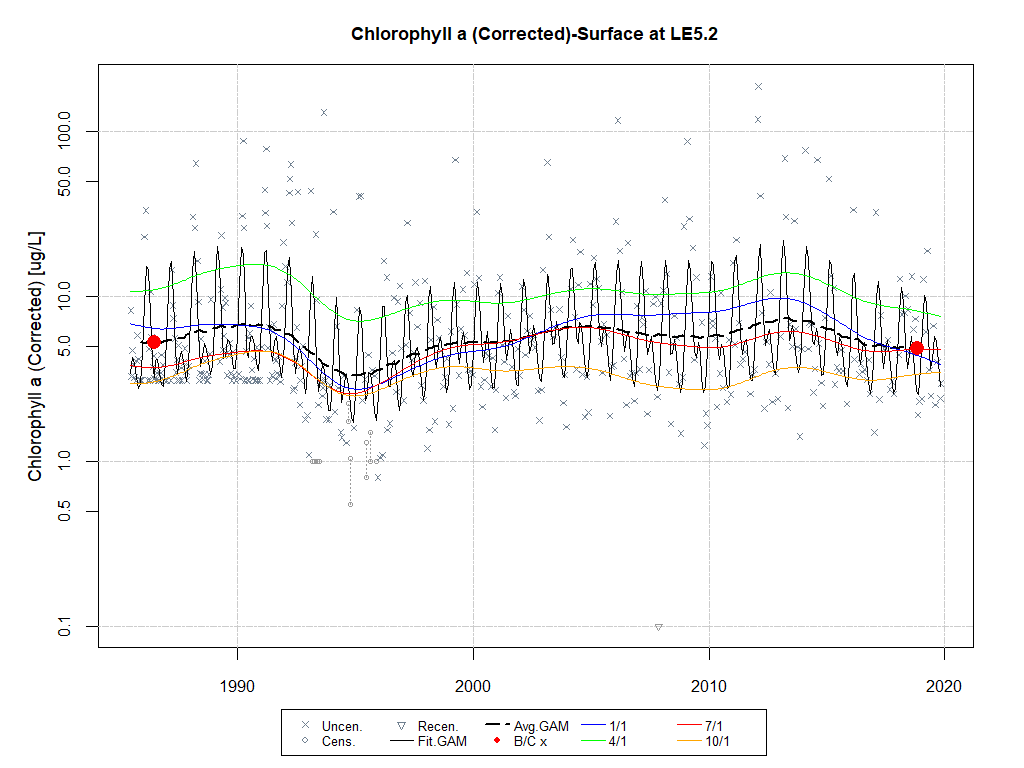 Chlorophyll a (Corrected)-Surface at LE5.2
Chlorophyll a (Corrected) [ug/L]
100.0
50.0
10.0
5.0
1.0
0.5
0.1
1990 2000 2010 2020
Uncen. Recen. Avg.GAM 1/1 7/1
Cens. Fit.GAM B/C x 4/1 10/1